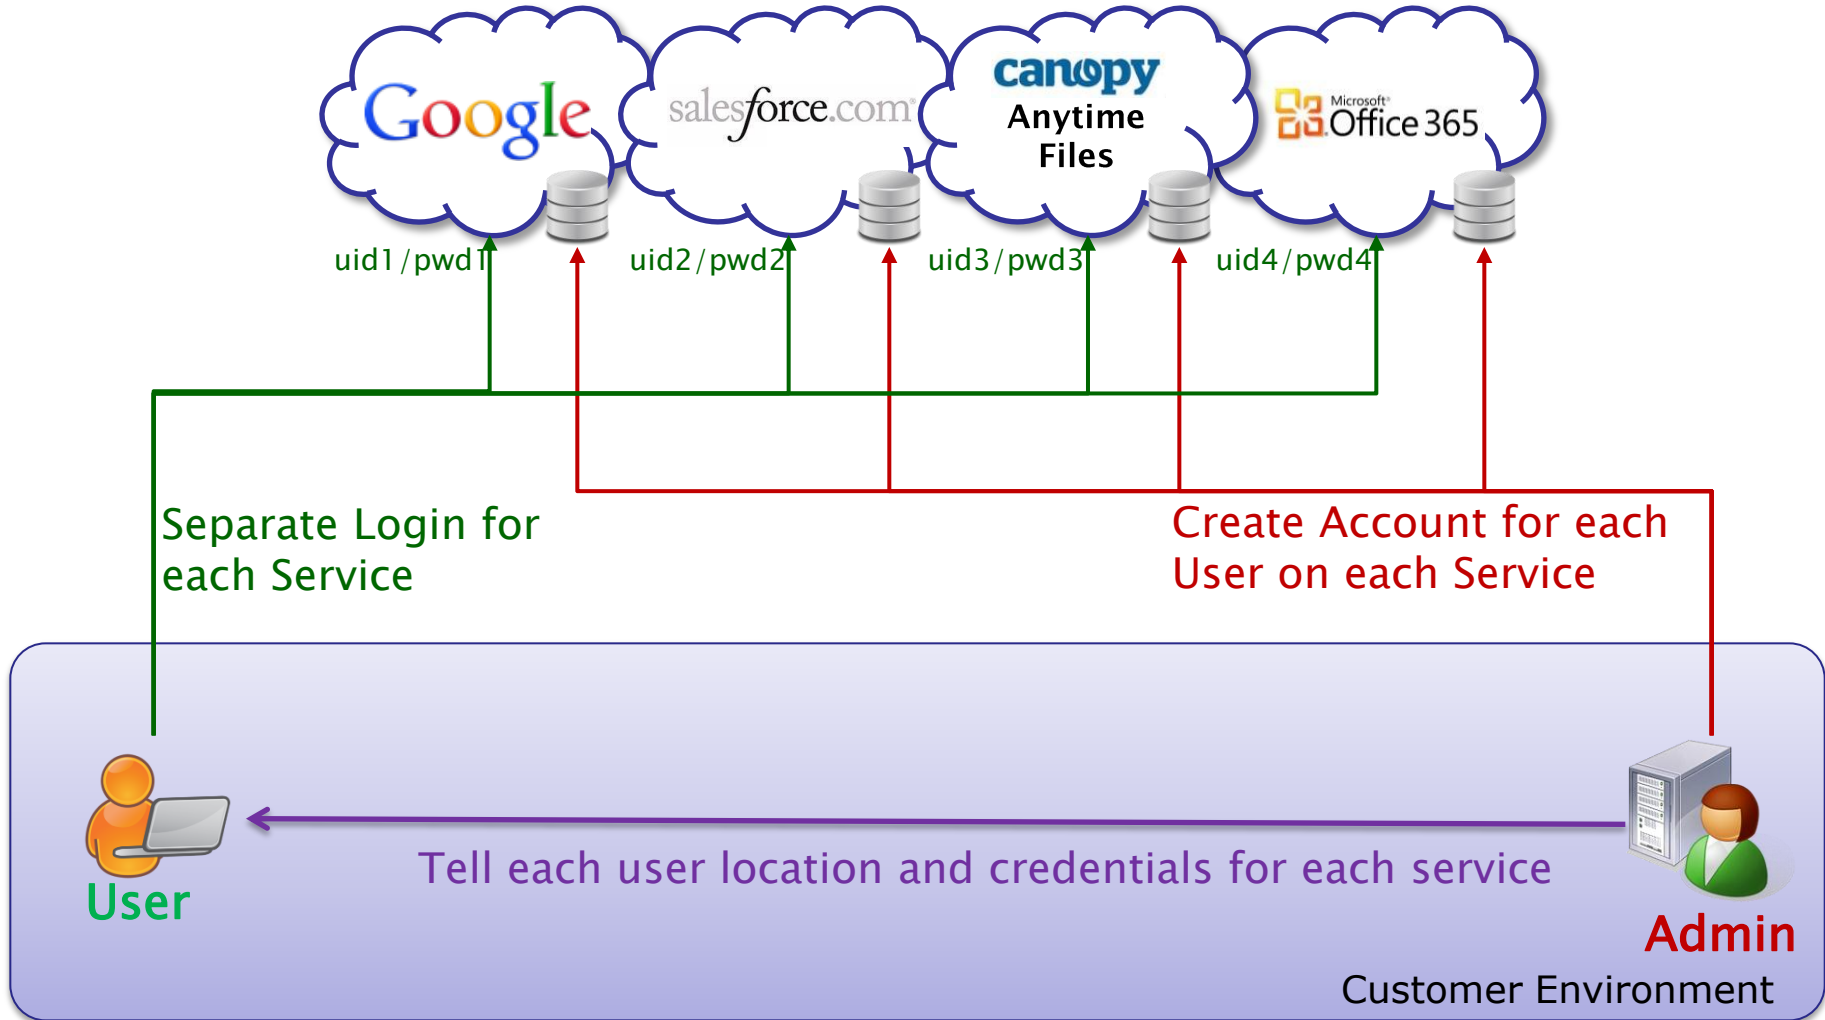 Google
salesforce.com
canopy
Anytime
Files
Microsoft
Office 365
uid1/pwd1
uid2/pwd2
uid3/pwd3
uid4/pwd4
Separate Login for
each Service
Create Account for each
User on each Service
Tell each user location and credentials for each service
User
Admin
Customer Environment